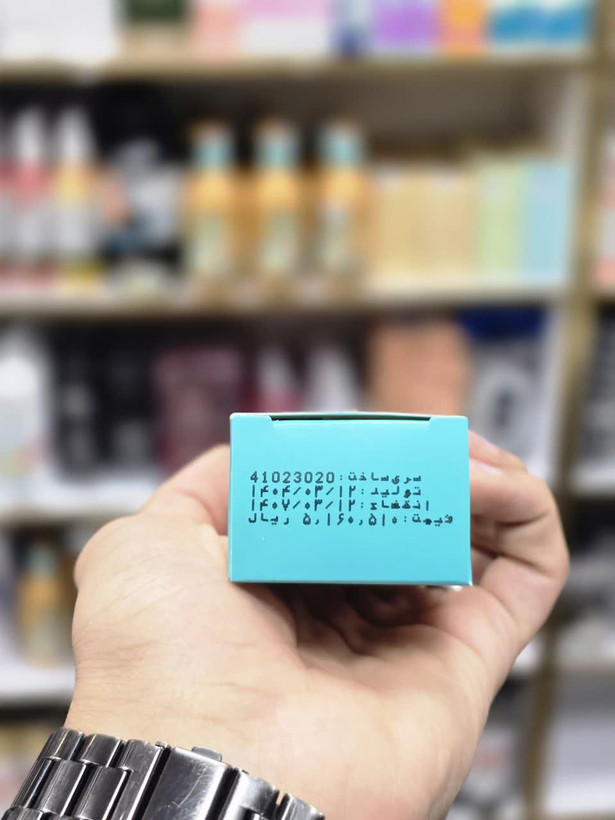 سری‌ساخت: 41023020
تولید: ۱۴۰۴/۰۳/۱۲
انقضاء: ۱۴۰۷/۰۳/۱۲
قیمت: ۵,۱۶۰,۵۱۰ ریال